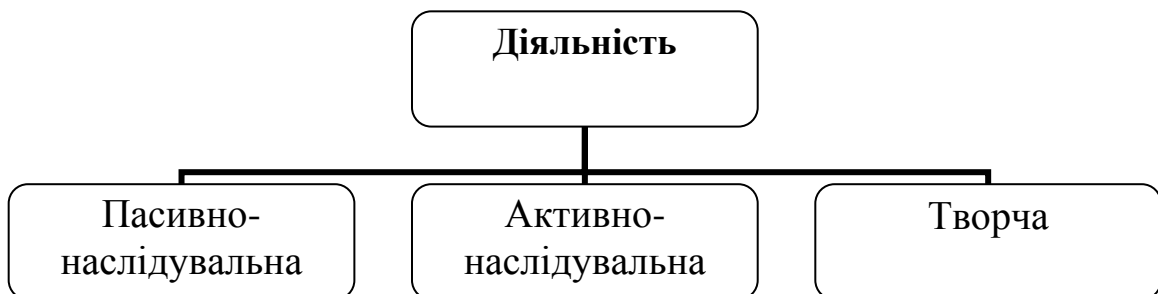 Діяльність
Пасивно-
наслідувальна
Активно-
наслідувальна
Творча